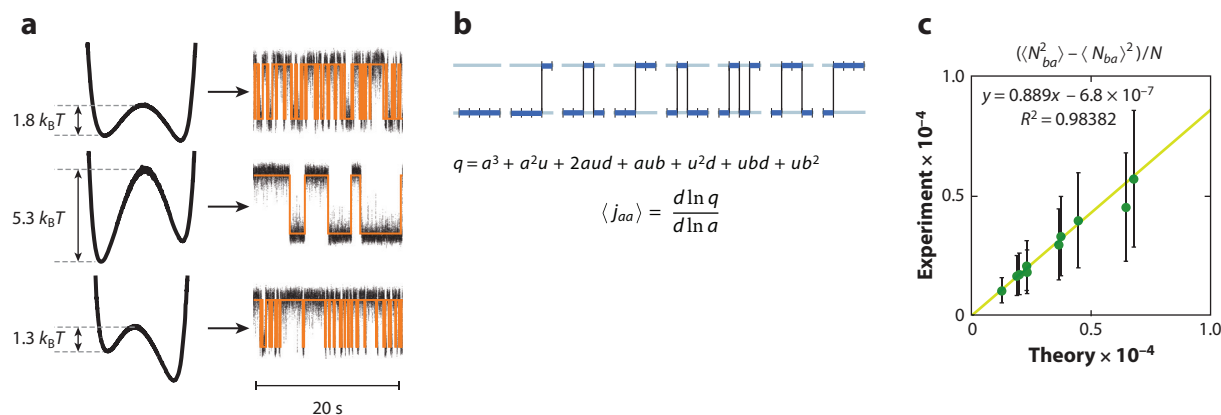 a
1.8 kBT
5.3 kBT
1.3 kBT
20 s
b
q = a³ + a²u + 2aud + aub + u²d + ubd + ub²
⟨ jaa⟩ = d ln q / d ln a
c
(⟨N²ba⟩ – ⟨ Nba⟩²)/N
y = 0.889x – 6.8 × 10⁻⁷
R² = 0.98382
1.0
0.5
0
Experiment × 10⁻⁴
0
0.5
1.0
Theory × 10⁻⁴